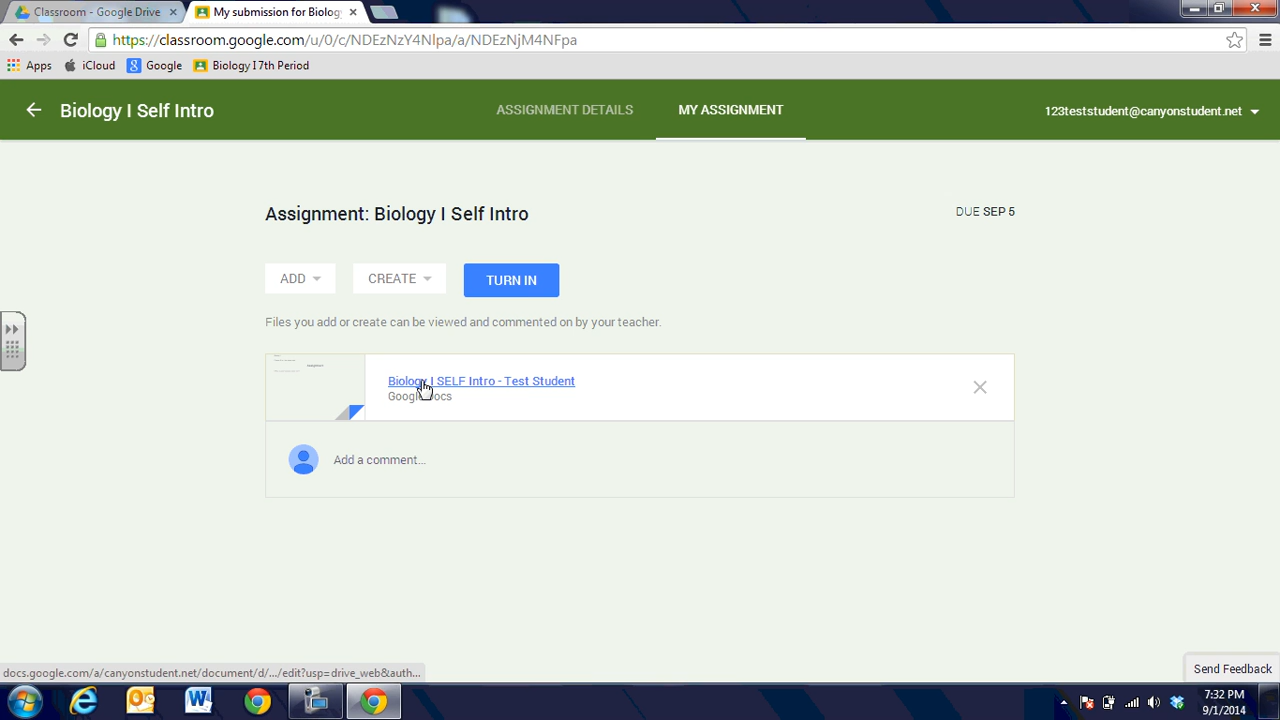 Classroom - Google Drive
My submission for Biology
https://classroom.google.com/u/0/c/NDEzNzY4Nlpa/a/NDEzNjM4NFpa
Apps
iCloud
Google
Biology I 7th Period
Biology I Self Intro
ASSIGNMENT DETAILS
MY ASSIGNMENT
123teststudent@canyonstudent.net
Assignment: Biology I Self Intro
DUE SEP 5
ADD
CREATE
TURN IN
Files you add or create can be viewed and commented on by your teacher.
Biology I SELF Intro - Test Student
Google Docs
Add a comment...
docs.google.com/a/canyonstudent.net/document/d/.../edit?usp=drive_web&auth...
Send Feedback
7:32 PM
9/1/2014